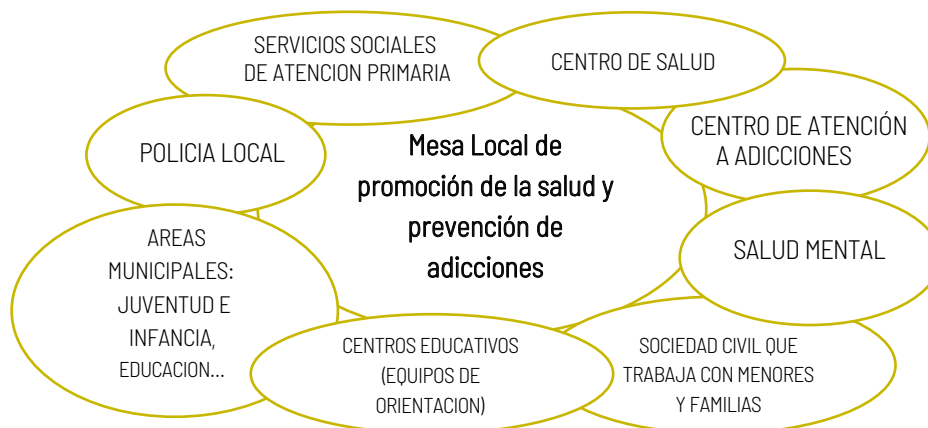 SERVICIOS SOCIALES
DE ATENCION PRIMARIA
CENTRO DE SALUD
CENTRO DE ATENCIÓN
A ADICCIONES
POLICIA LOCAL
Mesa Local de
promoción de la salud y
prevención de
adicciones
SALUD MENTAL
AREAS
MUNICIPALES:
JUVENTUD E
INFANCIA,
EDUCACION...
CENTROS EDUCATIVOS
(EQUIPOS DE
ORIENTACION)
SOCIEDAD CIVIL QUE
TRABAJA CON MENORES
Y FAMILIAS